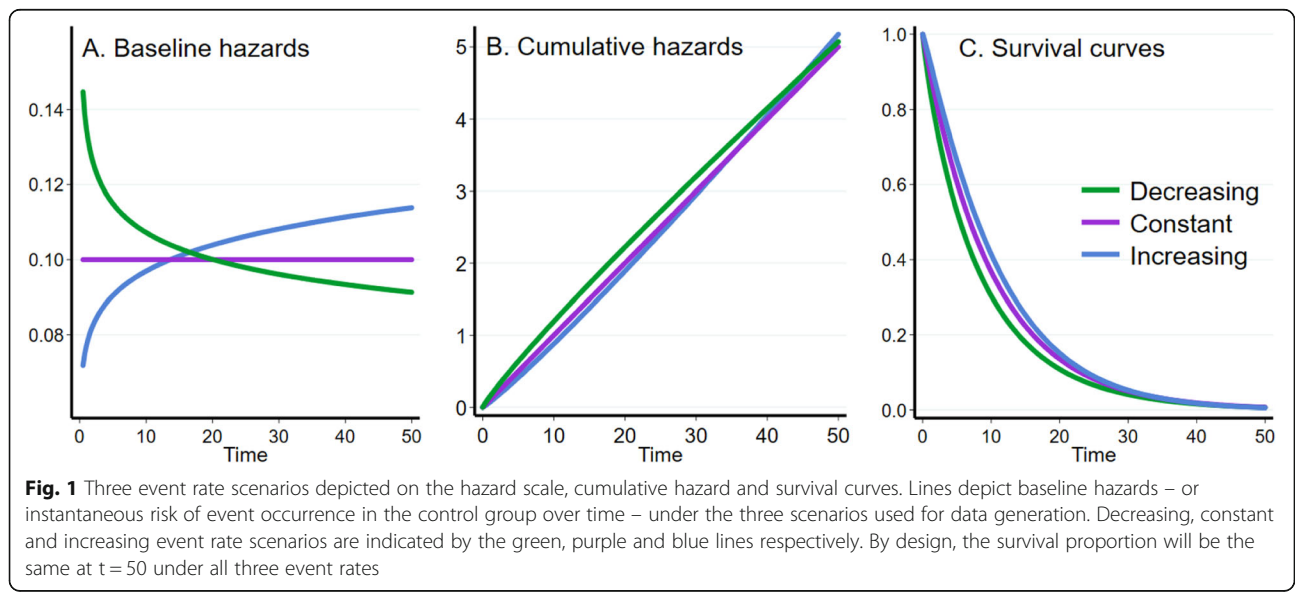 A. Baseline hazards
0.14
0.12
0.10
0.08
0 10 20 30 40 50
Time
B. Cumulative hazards
5
4
3
2
1
0
0 10 20 30 40 50
Time
C. Survival curves
1.0
0.8
0.6
0.4
0.2
0.0
Decreasing
Constant
Increasing
0 10 20 30 40 50
Time
Fig. 1 Three event rate scenarios depicted on the hazard scale, cumulative hazard and survival curves. Lines depict baseline hazards – or
instantaneous risk of event occurrence in the control group over time – under the three scenarios used for data generation. Decreasing, constant
and increasing event rate scenarios are indicated by the green, purple and blue lines respectively. By design, the survival proportion will be the
same at t = 50 under all three event rates